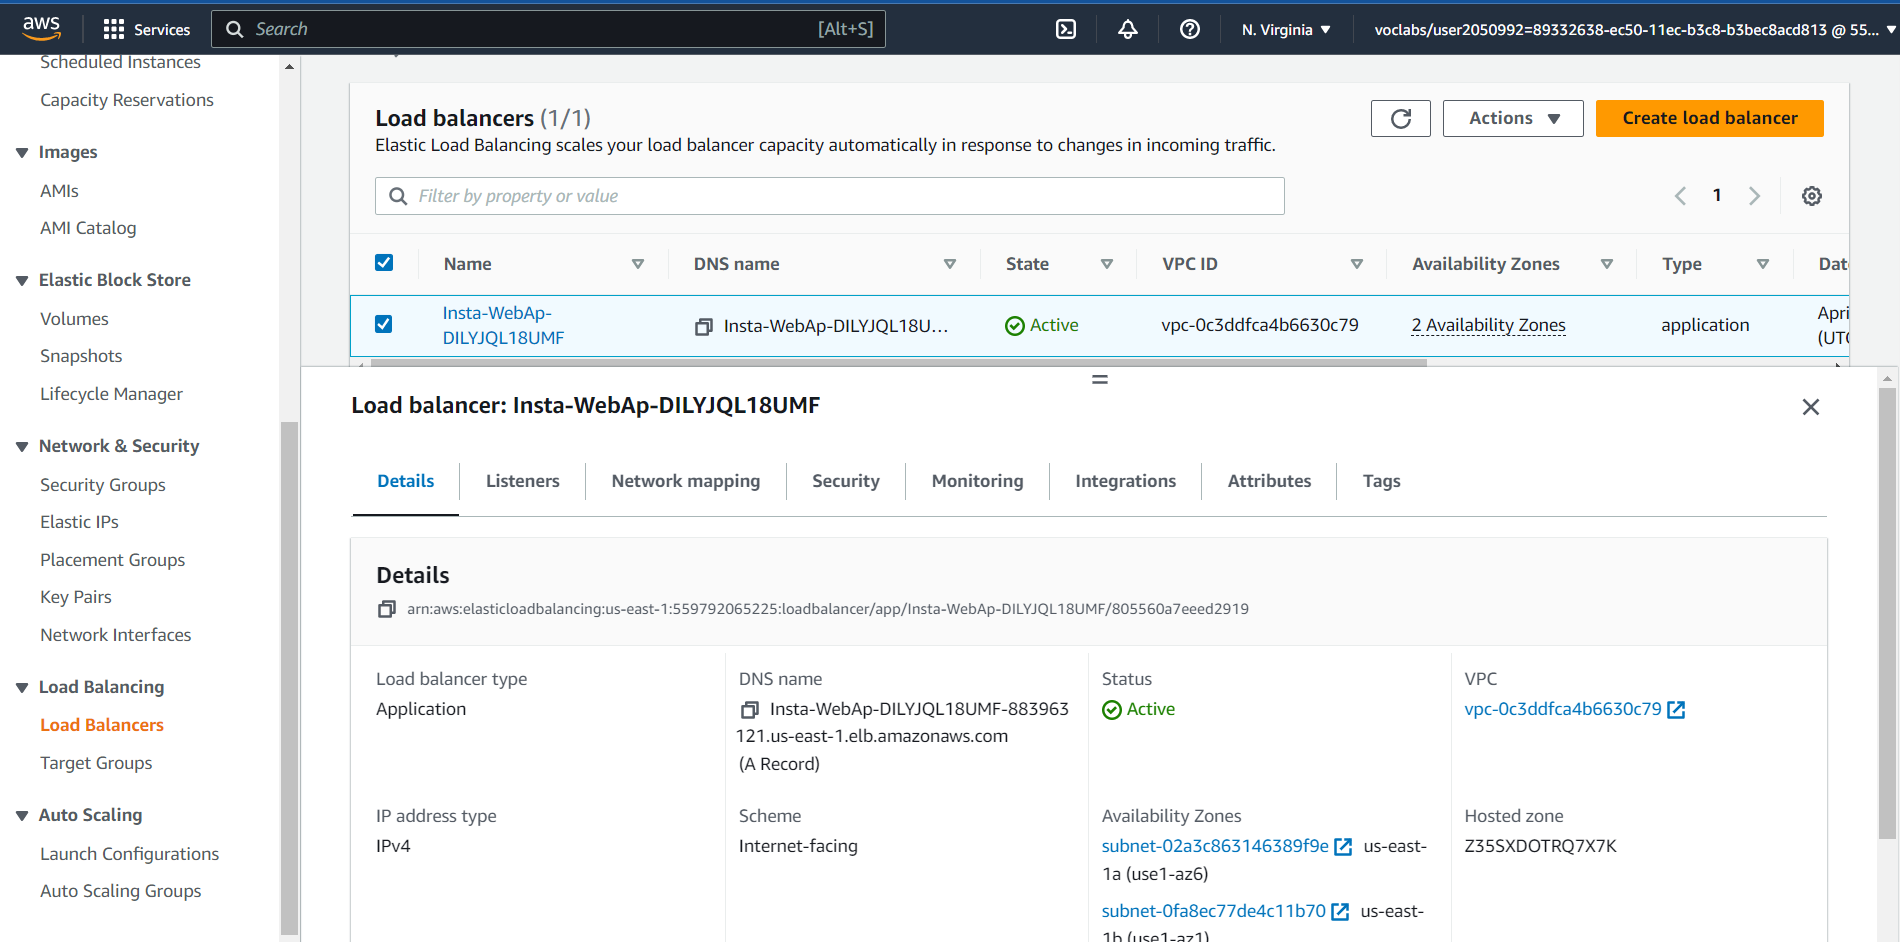 aws
Services
Search
[Alt+S]
N. Virginia
voclabs/user2050992=89332638-ec50-11ec-b3c8-b3bec8acd813 @ 55...
Scheduled Instances
Capacity Reservations
Images
AMIs
AMI Catalog
Elastic Block Store
Volumes
Snapshots
Lifecycle Manager
Network & Security
Security Groups
Elastic IPs
Placement Groups
Key Pairs
Network Interfaces
Load Balancing
Load Balancers
Target Groups
Auto Scaling
Launch Configurations
Auto Scaling Groups
Load balancers (1/1)
Elastic Load Balancing scales your load balancer capacity automatically in response to changes in incoming traffic.
Actions
Create load balancer
Filter by property or value
1
Name
DNS name
State
VPC ID
Availability Zones
Type
Dat
Insta-WebAp-
DILYJQL18UMF
Insta-WebAp-DILYJQL18U...
Active
vpc-0c3ddfca4b6630c79
2 Availability Zones
application
Apri
(UTC
Load balancer: Insta-WebAp-DILYJQL18UMF
Details
Listeners
Network mapping
Security
Monitoring
Integrations
Attributes
Tags
Details
arn:aws:elasticloadbalancing:us-east-1:559792065225:loadbalancer/app/Insta-WebAp-DILYJQL18UMF/805560a7eeed2919
Load balancer type
Application
DNS name
Insta-WebAp-DILYJQL18UMF-883963
121.us-east-1.elb.amazonaws.com
(A Record)
Status
Active
VPC
vpc-0c3ddfca4b6630c79
IP address type
IPv4
Scheme
Internet-facing
Availability Zones
subnet-02a3c863146389f9e us-east-
1a (use1-az6)
subnet-0fa8ec77de4c11b70 us-east-
1b (use1-az1)
Hosted zone
Z35SXDOTRQ7X7K